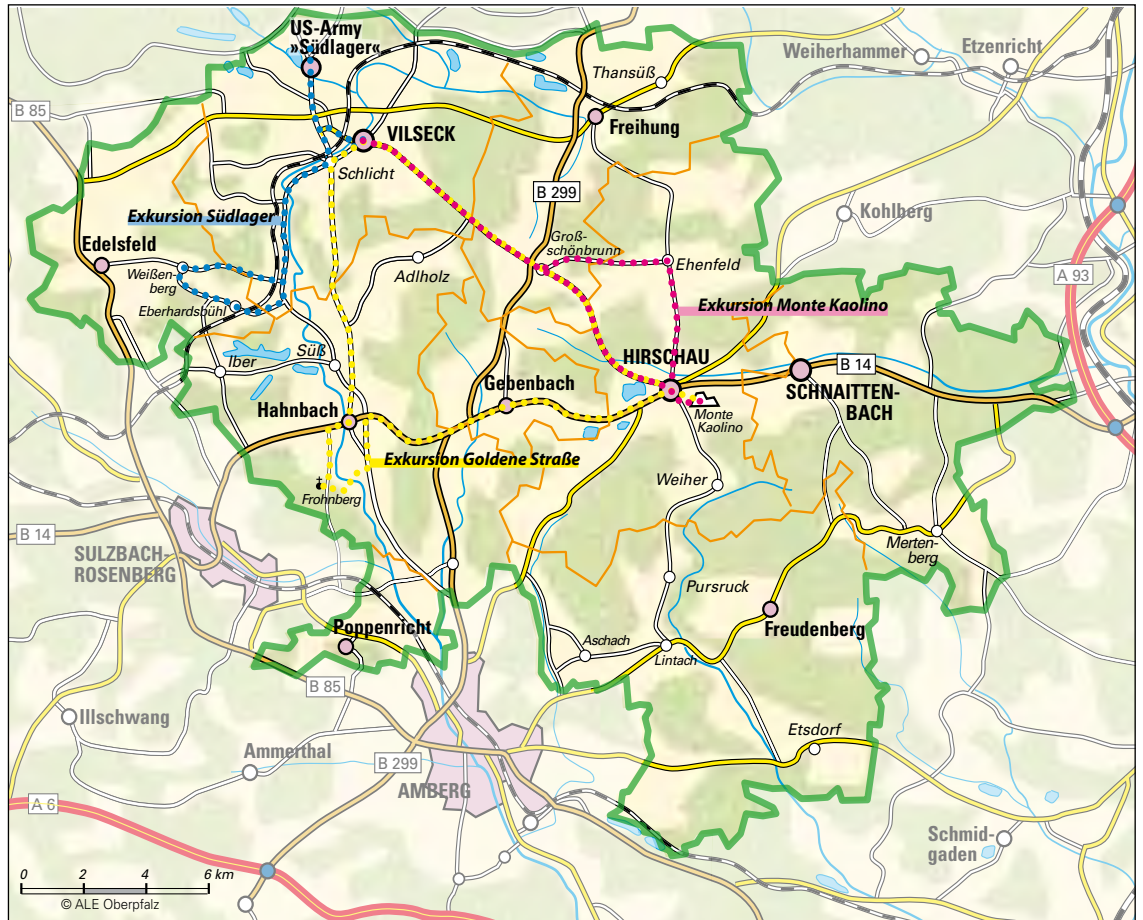 US-Army
»Südlager«
Weiherhammer
Etzenricht
Thansüß
B 85
Freihung
VILSECK
Schlicht
B 299
Kohlberg
Exkursion Südlager
Groß-
schönbrunn
Edelsfeld
Adlholz
Ehenfeld
A 93
Weißen-
berg
Eberhardsbühl
Exkursion Monte Kaolino
HIRSCHAU
Iber
Süß
B 14
Gebenbach
SCHNAITTEN-
BACH
Hahnbach
Monte
Kaolino
Exkursion Goldene Straße
Weiher
Frohnberg
B 14
SULZBACH-
ROSENBERG
Merten-
berg
Pursruck
Freudenberg
Poppenricht
Aschach
Lintach
B 85
Illschwang
Etsdorf
Ammerthal
B 299
AMBERG
A 6
Schmid-
gaden
0 2 4 6 km
© ALE Oberpfalz